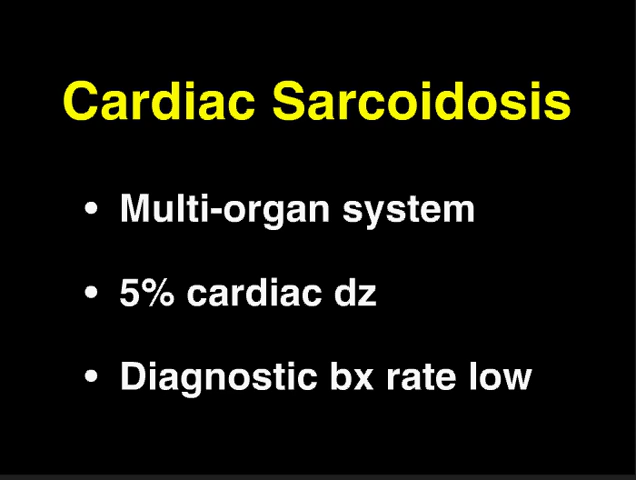 Cardiac Sarcoidosis
• Multi-organ system
• 5% cardiac dz
• Diagnostic bx rate low